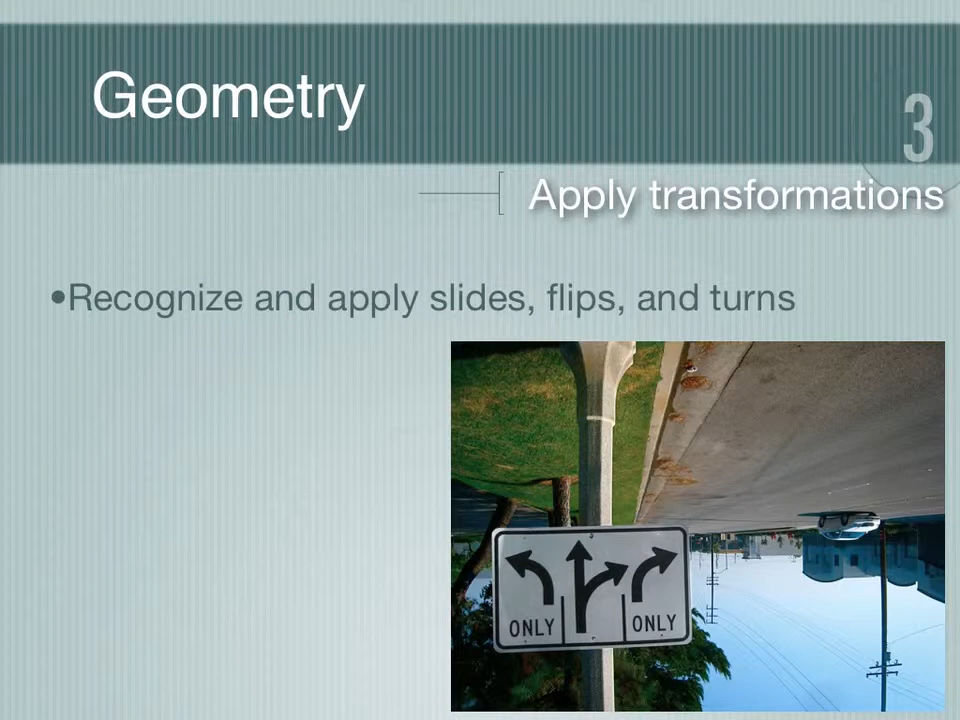 Geometry
3
Apply transformations
•Recognize and apply slides, flips, and turns
ONLY
ONLY